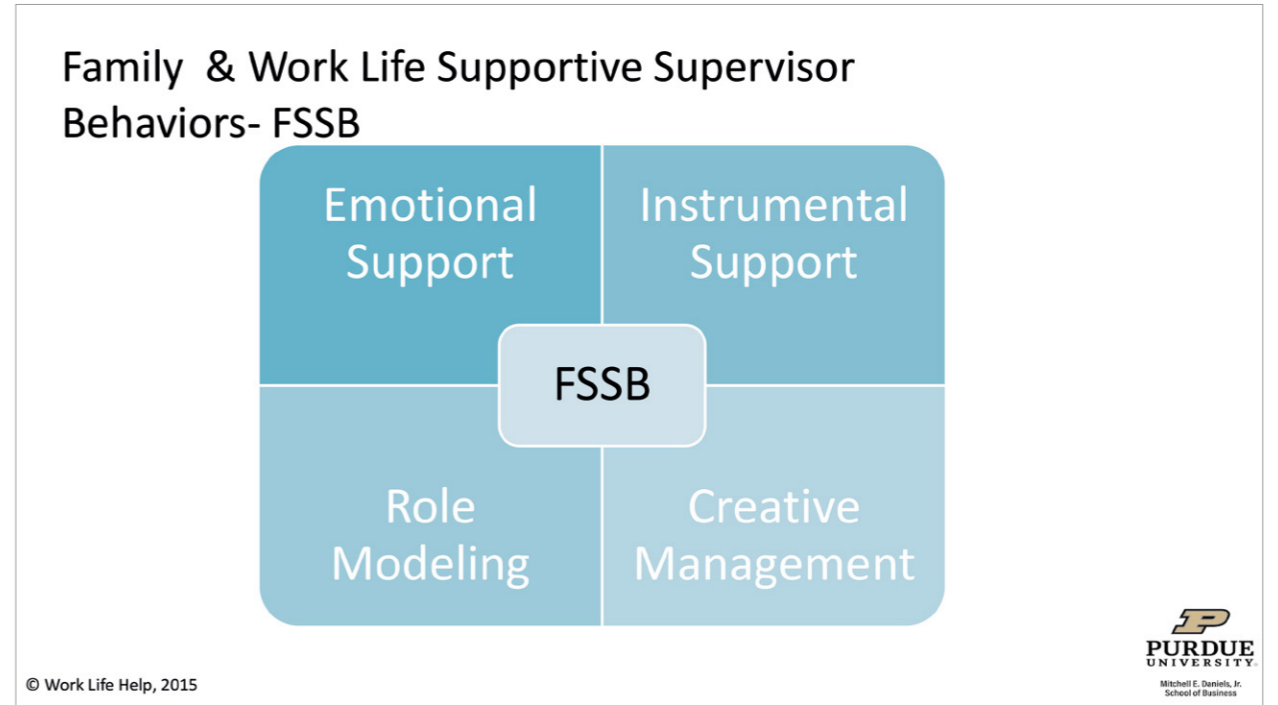 Family & Work Life Supportive Supervisor
Behaviors- FSSB
Emotional
Support
Instrumental
Support
FSSB
Role
Modeling
Creative
Management
© Work Life Help, 2015
P
PURDUE
UNIVERSITY
Mitchell E. Daniels, Jr.
School of Business